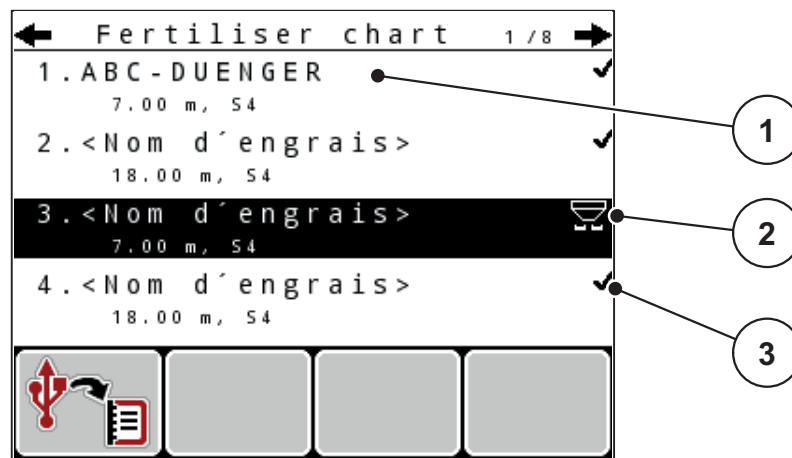 Fertiliser chart 1/8
1.ABC-DUENGER
7.00 m, S4
2.<Nom d´engrais>
18.00 m, S4
3.<Nom d´engrais>
7.00 m, S4
4.<Nom d´engrais>
18.00 m, S4
1
2
3